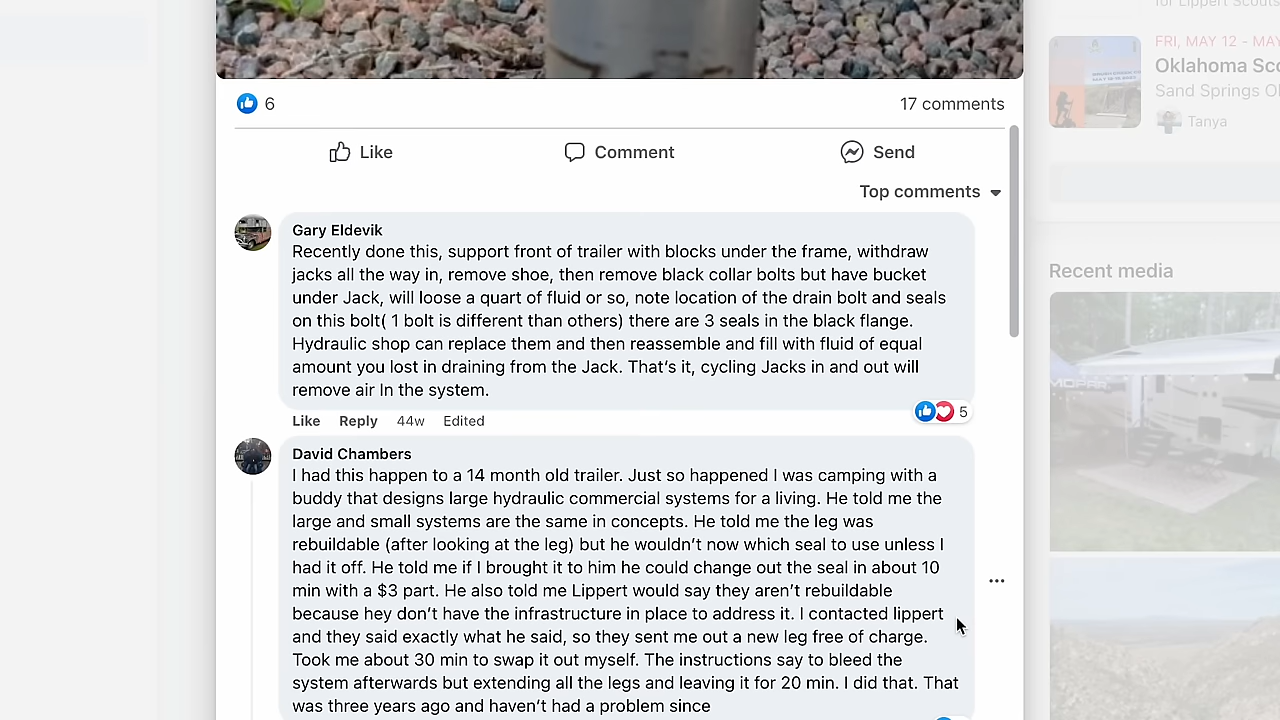 for Lippert Scouts
FRI, MAY 12 - MAY
Oklahoma Sco
Sand Springs Ol
Tanya
6
17 comments
Like
Comment
Send
Top comments
Gary Eldevik
Recently done this, support front of trailer with blocks under the frame, withdraw
jacks all the way in, remove shoe, then remove black collar bolts but have bucket
under Jack, will loose a quart of fluid or so, note location of the drain bolt and seals
on this bolt( 1 bolt is different than others) there are 3 seals in the black flange.
Hydraulic shop can replace them and then reassemble and fill with fluid of equal
amount you lost in draining from the Jack. That's it, cycling Jacks in and out will
remove air In the system.
5
Like Reply 44w Edited
David Chambers
I had this happen to a 14 month old trailer. Just so happened I was camping with a
buddy that designs large hydraulic commercial systems for a living. He told me the
large and small systems are the same in concepts. He told me the leg was
rebuildable (after looking at the leg) but he wouldn't now which seal to use unless I
had it off. He told me if I brought it to him he could change out the seal in about 10
min with a $3 part. He also told me Lippert would say they aren't rebuildable
because hey don't have the infrastructure in place to address it. I contacted lippert
and they said exactly what he said, so they sent me out a new leg free of charge.
Took me about 30 min to swap it out myself. The instructions say to bleed the
system afterwards but extending all the legs and leaving it for 20 min. I did that. That
was three years ago and haven't had a problem since
Recent media
MOPAR